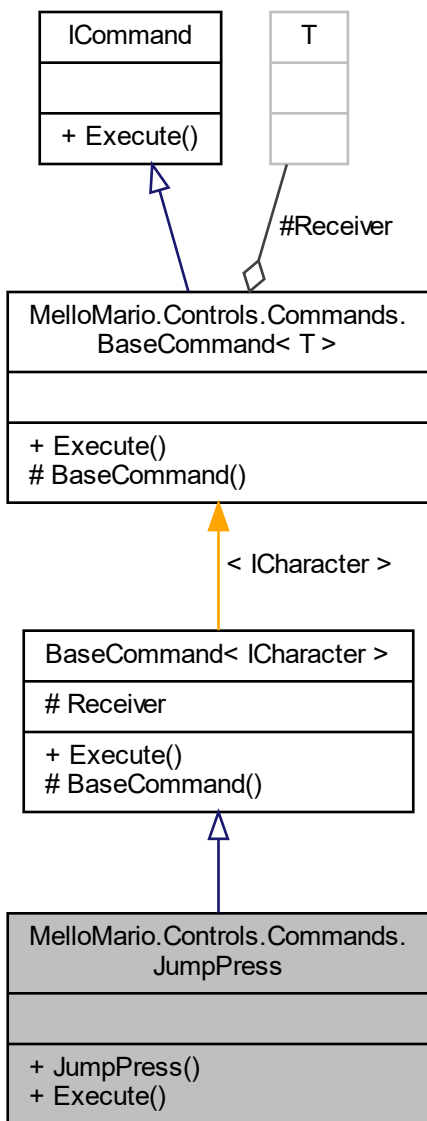 ICommand
+ Execute()
T
#Receiver
MelloMario.Controls.Commands.
BaseCommand< T >
+ Execute()
# BaseCommand()
< ICharacter >
BaseCommand< ICharacter >
# Receiver
+ Execute()
# BaseCommand()
MelloMario.Controls.Commands.
JumpPress
+ JumpPress()
+ Execute()